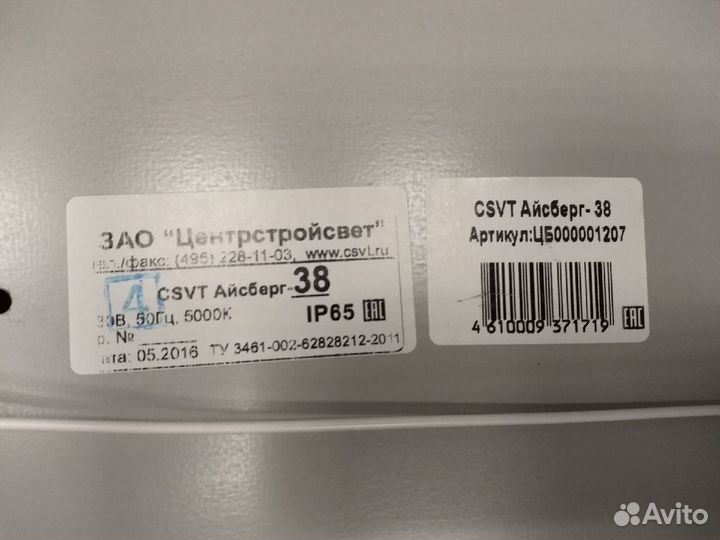 ЗАО "Центрстройсвет"
тел./факс: (495) 228-11-03, www.csvt.ru
4
CSVT Айсберг-38
30В, 50Гц, 5000К IP65 EAC
р. №
ата: 05.2016 ТУ 3461-002-62828212-2011
CSVT Айсберг- 38
Артикул:ЦБ000001207
4 610009 371719 EAC
Avito